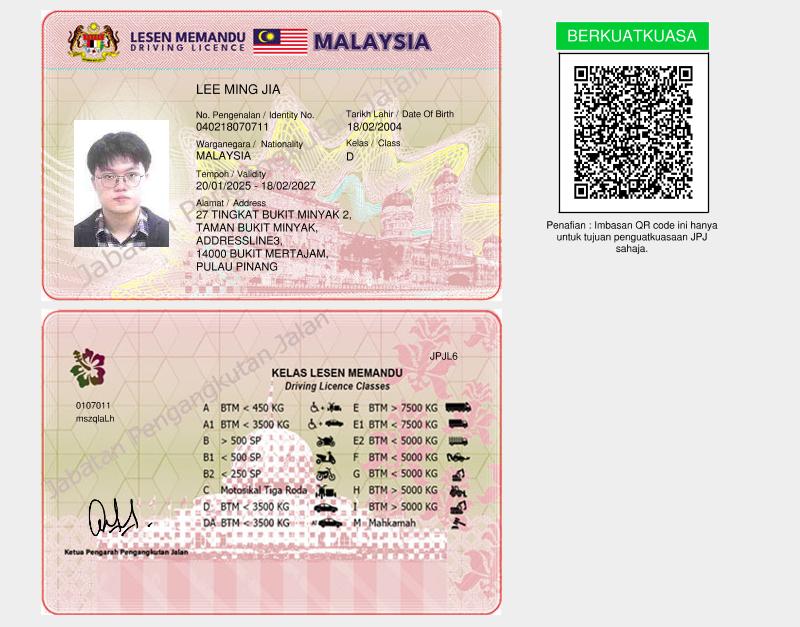 LESEN MEMANDU
DRIVING LICENCE
MALAYSIA
BERKUATKUASA
LEE MING JIA
No. Pengenalan / Identity No. Tarikh Lahir / Date Of Birth
040218070711 18/02/2004
Warganegara / Nationality Kelas / Class
MALAYSIA D
Tempoh / Validity
20/01/2025 - 18/02/2027
Alamat / Address
27 TINGKAT BUKIT MINYAK 2,
TAMAN BUKIT MINYAK,
ADDRESSLINE3,
14000 BUKIT MERTAJAM,
PULAU PINANG
Jabatan Pengangkutan Jalan
Penafian : Imbasan QR code ini hanya
untuk tujuan penguatkuasaan JPJ
sahaja.
JPJL6
KELAS LESEN MEMANDU
Driving Licence Classes
0107011
mszqlaLh
A BTM < 450 KG E BTM > 7500 KG
A1 BTM < 3500 KG E1 BTM < 7500 KG
B > 500 SP E2 BTM < 5000 KG
B1 < 500 SP F BTM < 5000 KG
B2 < 250 SP G BTM < 5000 KG
C Motosikal Tiga Roda H BTM > 5000 KG
D BTM < 3500 KG I BTM > 5000 KG
DA BTM < 3500 KG M Mahkamah
Ketua Pengarah Pengangkutan Jalan
Jabatan Pengangkutan Jalan